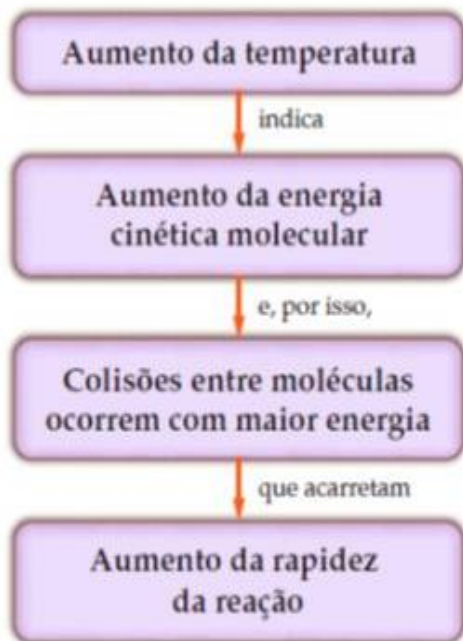 Aumento da temperatura
indica
Aumento da energia
cinética molecular
e, por isso,
Colisões entre moléculas
ocorrem com maior energia
que acarretam
Aumento da rapidez
da reação